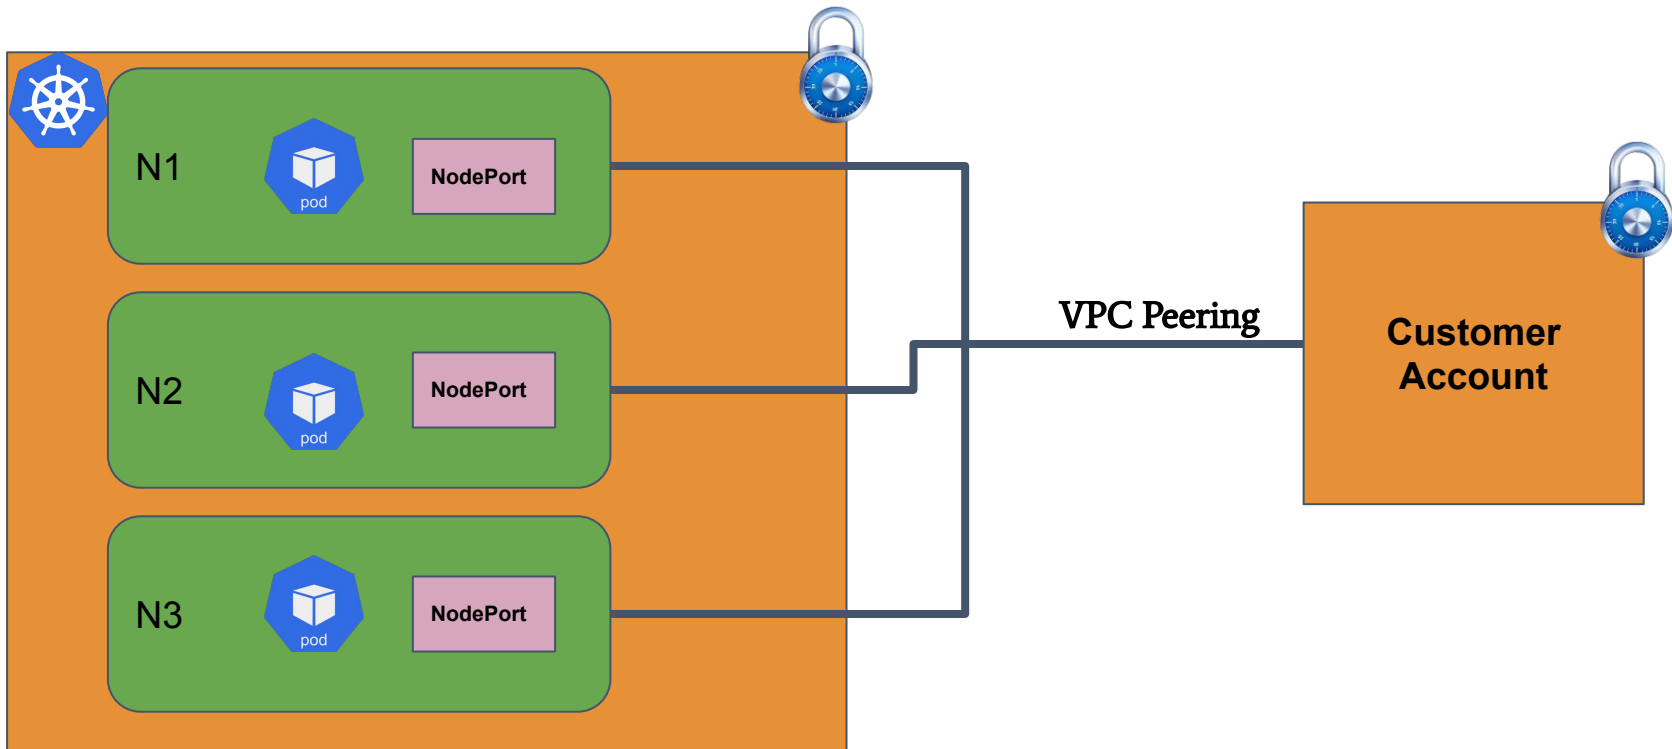 N1
pod
NodePort
N2
pod
NodePort
N3
pod
NodePort
VPC Peering
Customer
Account